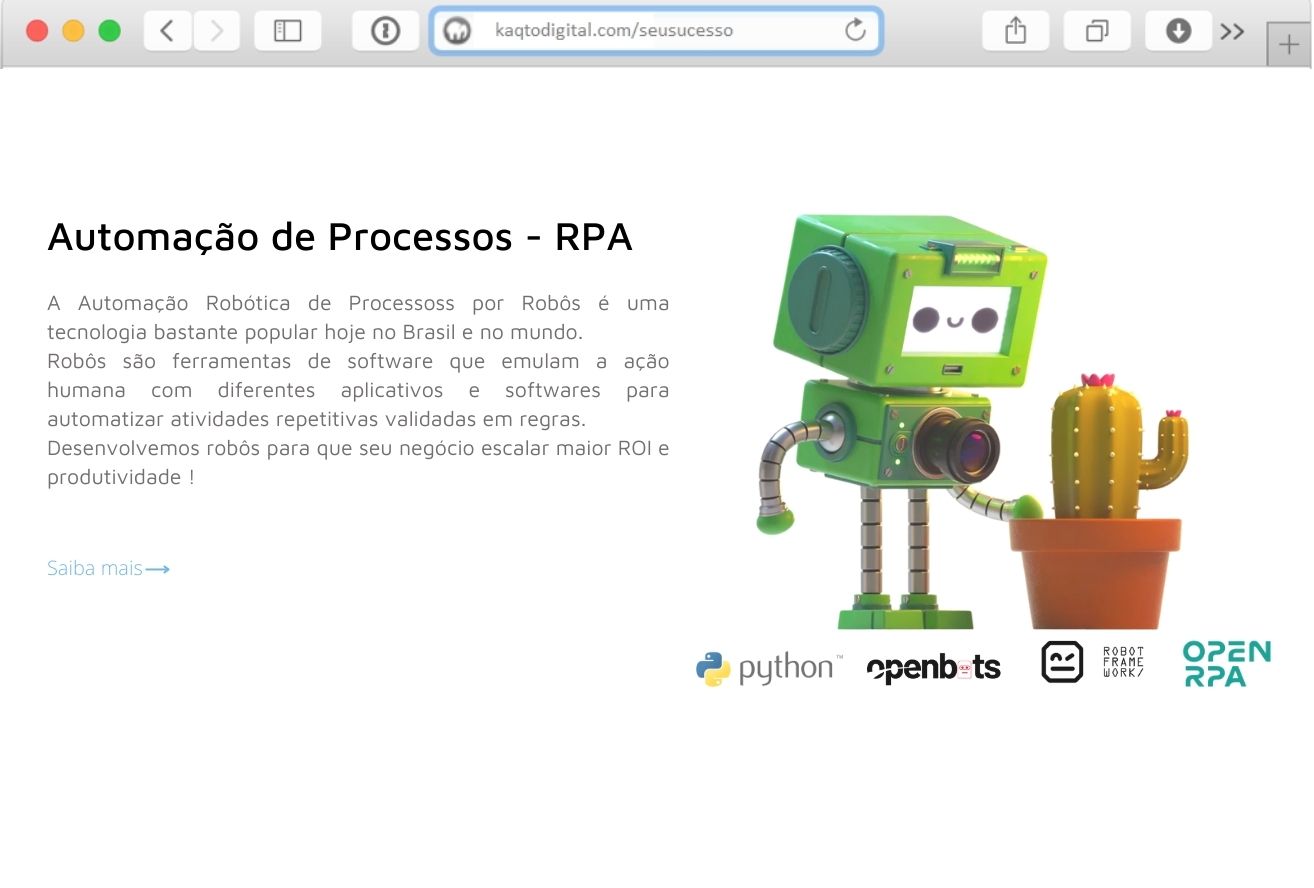 kaqtodigital.com/seusucesso
Automação de Processos - RPA
A Automação Robótica de Processoss por Robôs é uma
tecnologia bastante popular hoje no Brasil e no mundo.
Robôs são ferramentas de software que emulam a ação
humana com diferentes aplicativos e softwares para
automatizar atividades repetitivas validadas em regras.
Desenvolvemos robôs para que seu negócio escalar maior ROI e
produtividade !
Saiba mais⟶
python™
openbots
ROBOT
FRAME
WORK/
OPEN
RPA